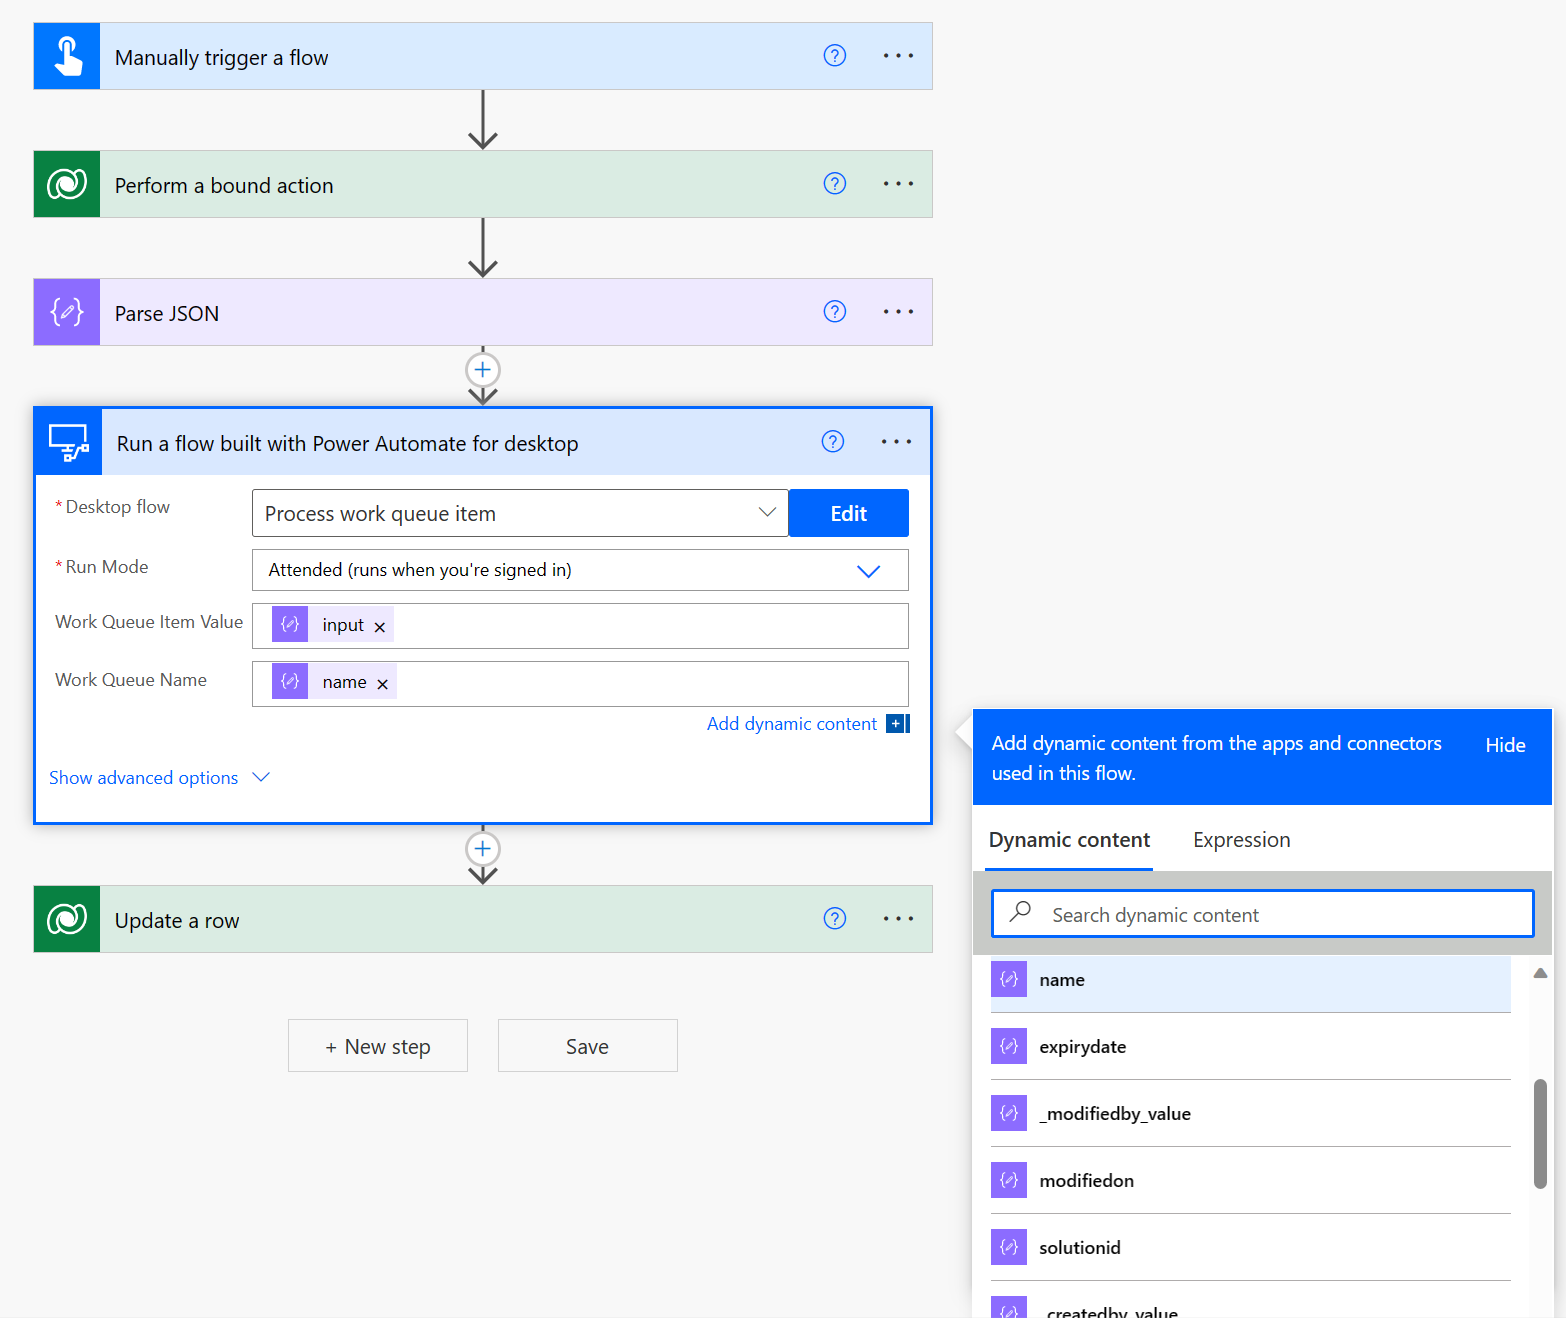 Manually trigger a flow
Perform a bound action
Parse JSON
Run a flow built with Power Automate for desktop
* Desktop flow
Process work queue item
Edit
* Run Mode
Attended (runs when you're signed in)
Work Queue Item Value
input ×
Work Queue Name
name ×
Add dynamic content
Show advanced options
Update a row
+ New step
Save
Add dynamic content from the apps and connectors
used in this flow.
Hide
Dynamic content
Expression
Search dynamic content
name
expirydate
_modifiedby_value
modifiedon
solutionid
_createdby_value